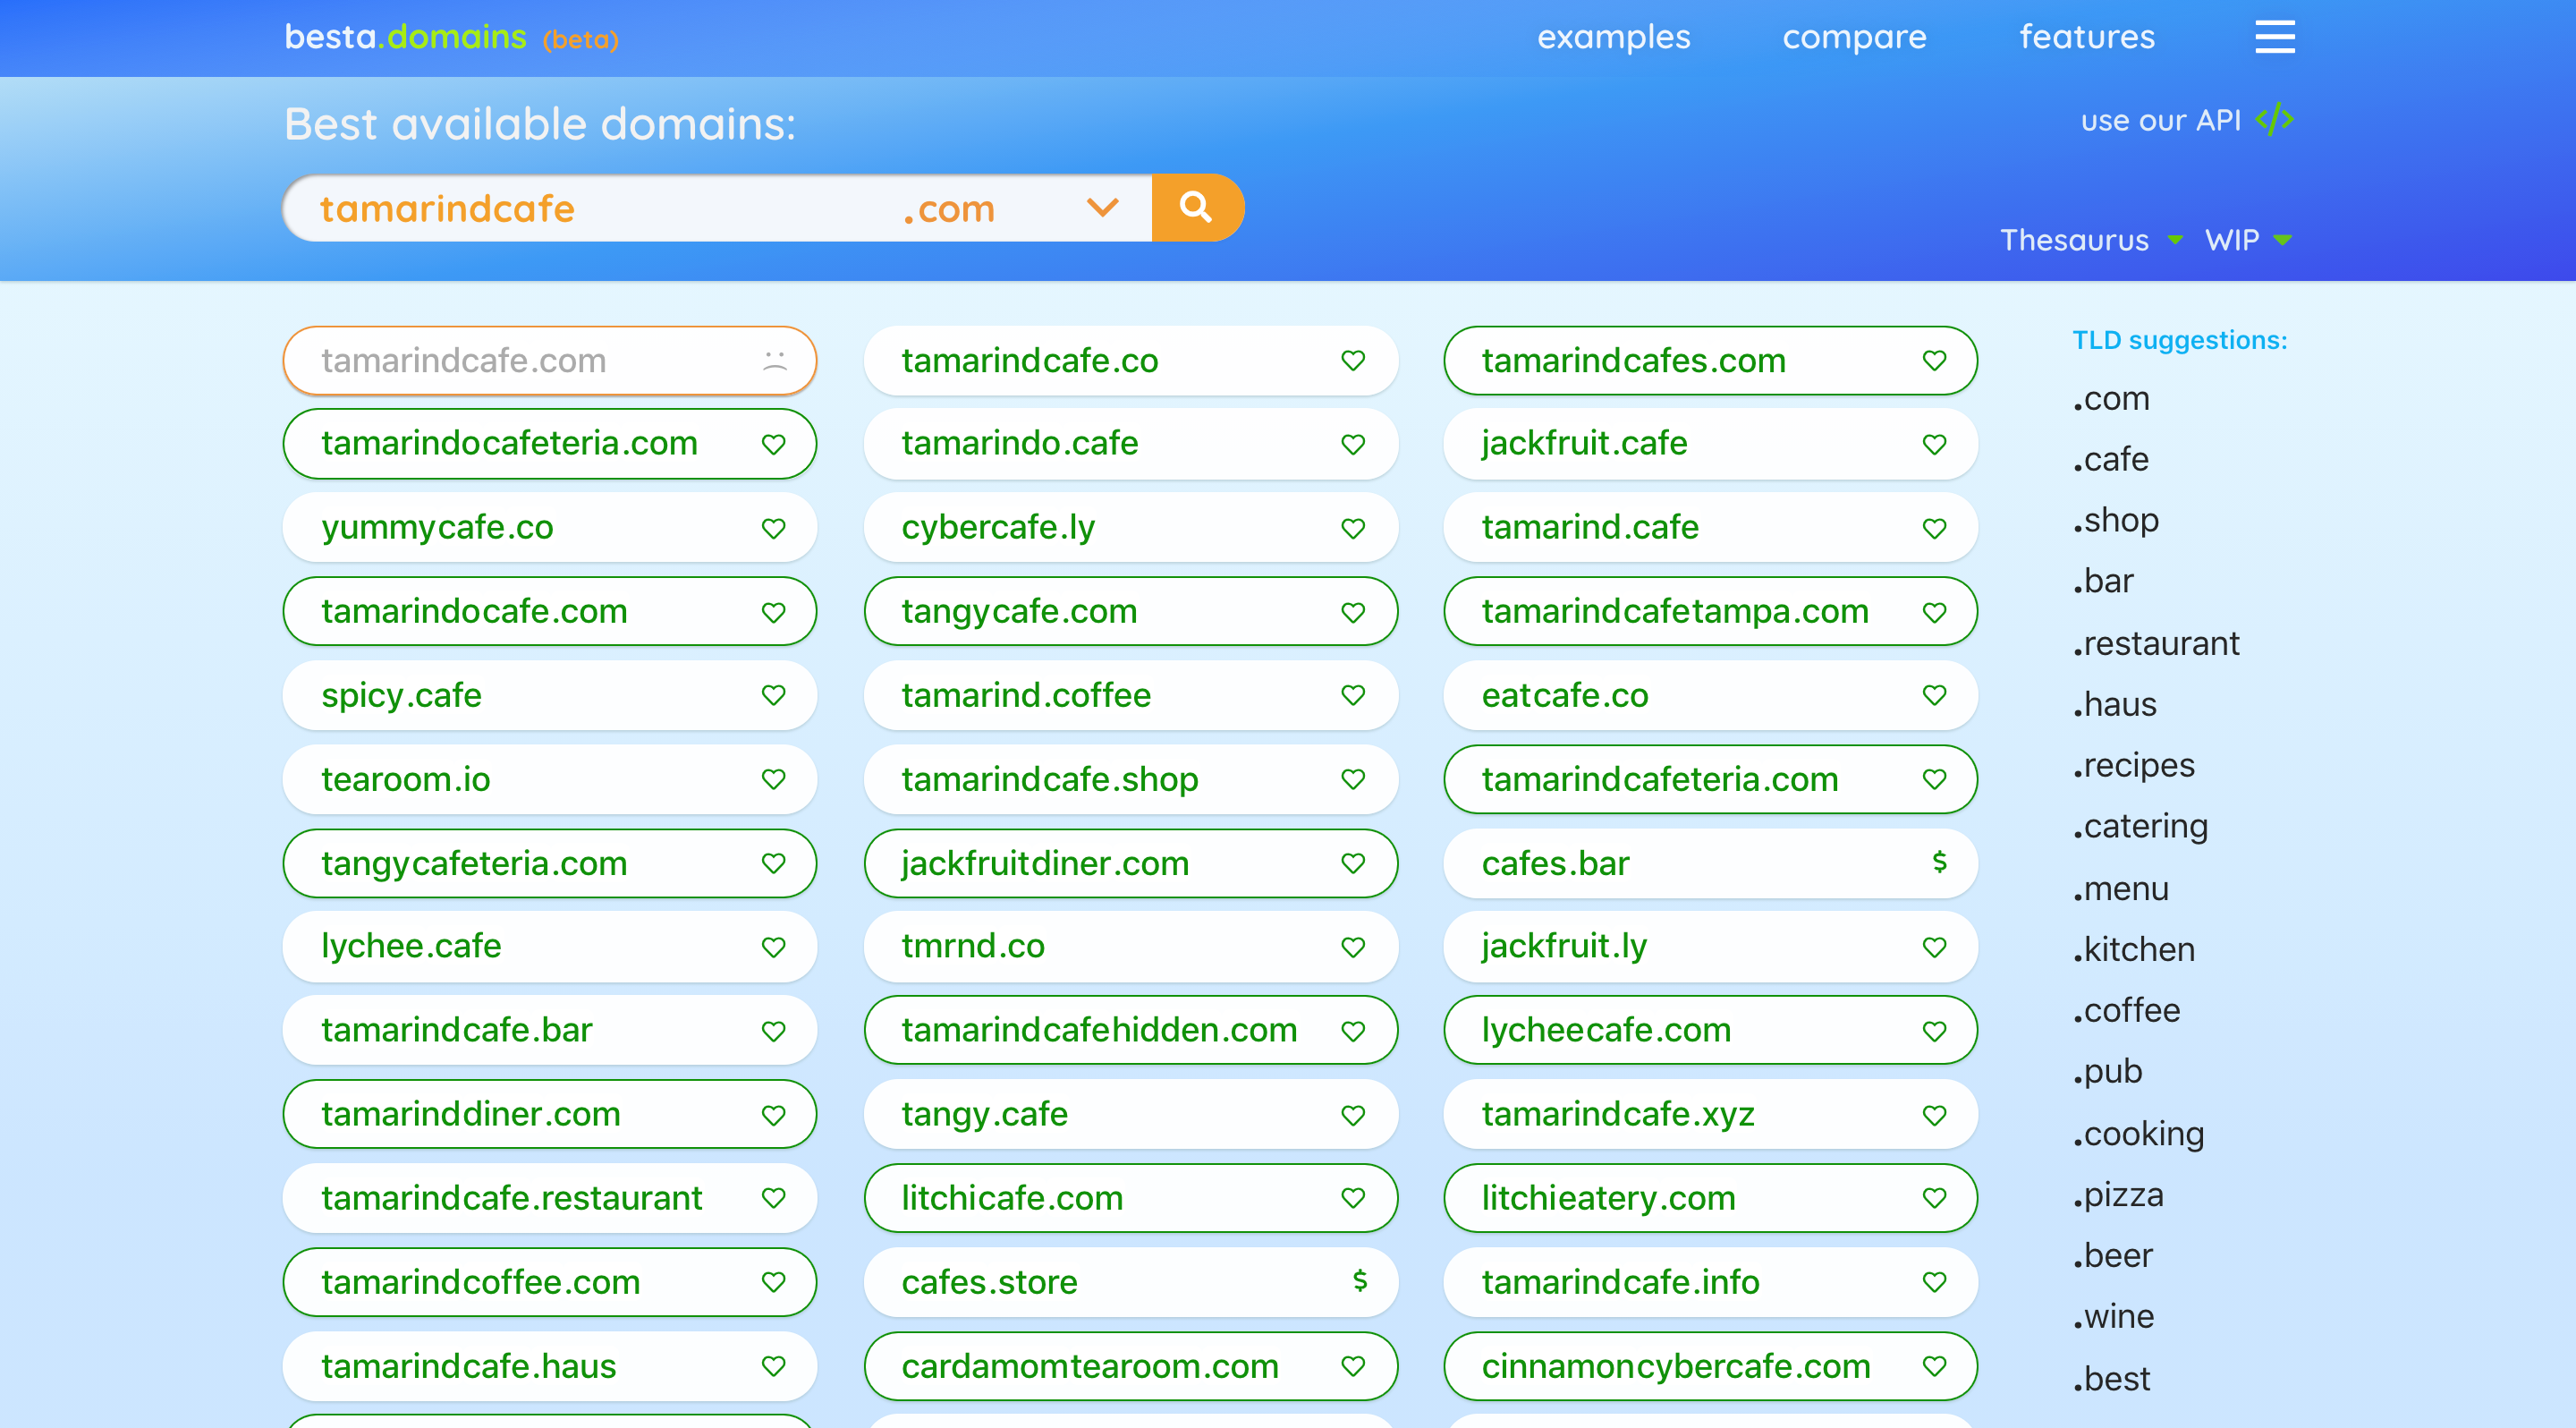 besta.domains (beta) examples compare features
Best available domains:
use our API </>
tamarindcafe .com
Thesaurus WIP
tamarindcafe.com tamarindcafe.co tamarindcafes.com
tamarindocafeteria.com tamarindo.cafe jackfruit.cafe
yummycafe.co cybercafe.ly tamarind.cafe
tamarindocafe.com tangycafe.com tamarindcafetampa.com
spicy.cafe tamarind.coffee eatcafe.co
tearoom.io tamarindcafe.shop tamarindcafeteria.com
tangycafeteria.com jackfruitdiner.com cafes.bar $
lychee.cafe tmrnd.co jackfruit.ly
tamarindcafe.bar tamarindcafehidden.com lycheecafe.com
tamarinddiner.com tangy.cafe tamarindcafe.xyz
tamarindcafe.restaurant litchicafe.com litchieatery.com
tamarindcoffee.com cafes.store $ tamarindcafe.info
tamarindcafe.haus cardamomtearoom.com cinnamoncybercafe.com
TLD suggestions:
.com
.cafe
.shop
.bar
.restaurant
.haus
.recipes
.catering
.menu
.kitchen
.coffee
.pub
.cooking
.pizza
.beer
.wine
.best